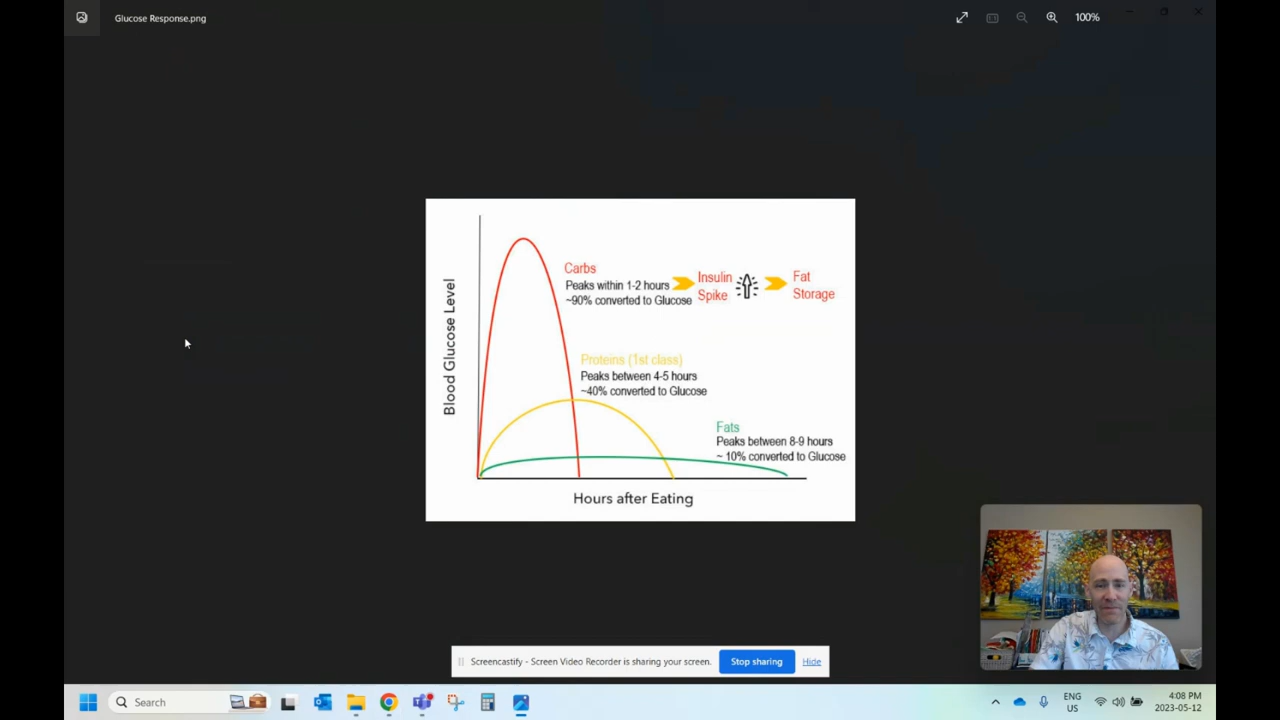 Glucose Response.png
100%
Carbs
Peaks within 1-2 hours
~90% converted to Glucose
Insulin
Spike
Fat
Storage
Proteins (1st class)
Peaks between 4-5 hours
~40% converted to Glucose
Fats
Peaks between 8-9 hours
~ 10% converted to Glucose
Blood Glucose Level
Hours after Eating
Screencastify - Screen Video Recorder is sharing your screen.
Stop sharing
Hide
Search
ENG
US
4:08 PM
2023-05-12